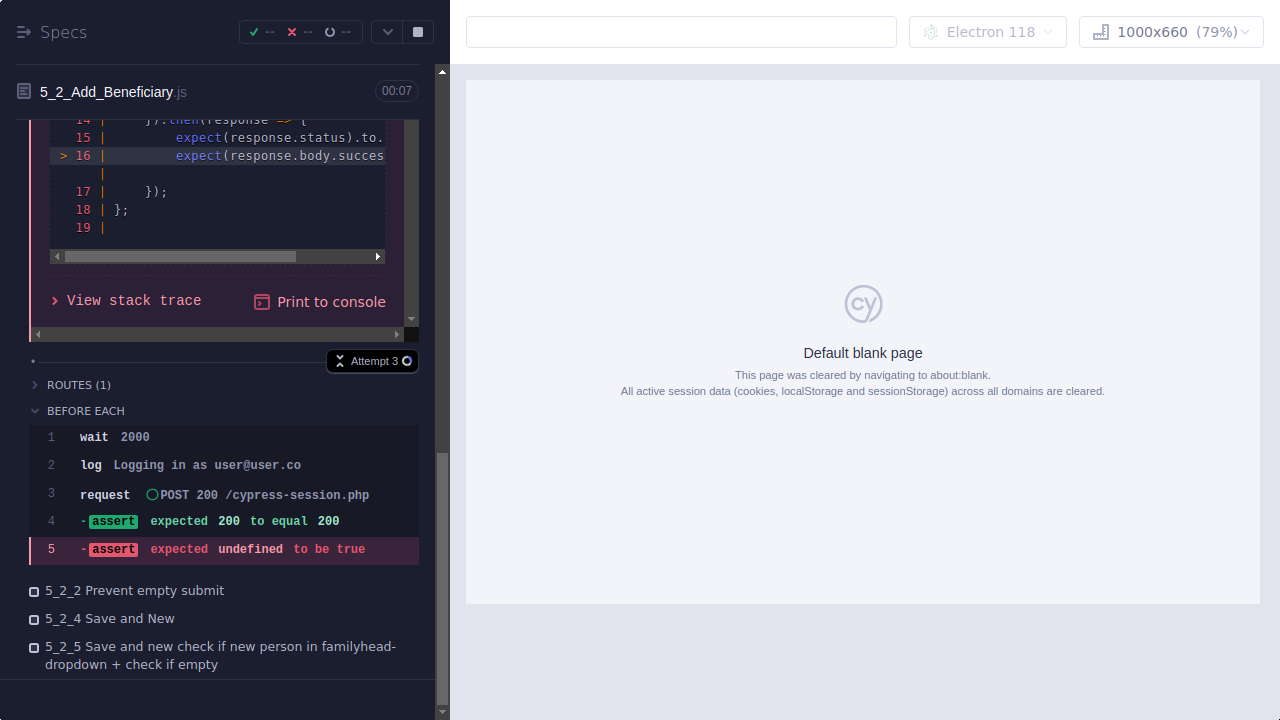 Specs
--
--
--
5_2_Add_Beneficiary.js
00:07
14 | }).then(response => {
15 | expect(response.status).to.
> 16 | expect(response.body.succes
|
17 | });
18 | };
19 |
View stack trace
Print to console
Attempt 3
ROUTES (1)
BEFORE EACH
1 wait 2000
2 log Logging in as user@user.co
3 request POST 200 /cypress-session.php
4 -assert expected 200 to equal 200
5 -assert expected undefined to be true
5_2_2 Prevent empty submit
5_2_4 Save and New
5_2_5 Save and new check if new person in familyhead-
dropdown + check if empty
Electron 118
1000x660 (79%)
cy
Default blank page
This page was cleared by navigating to about:blank.
All active session data (cookies, localStorage and sessionStorage) across all domains are cleared.